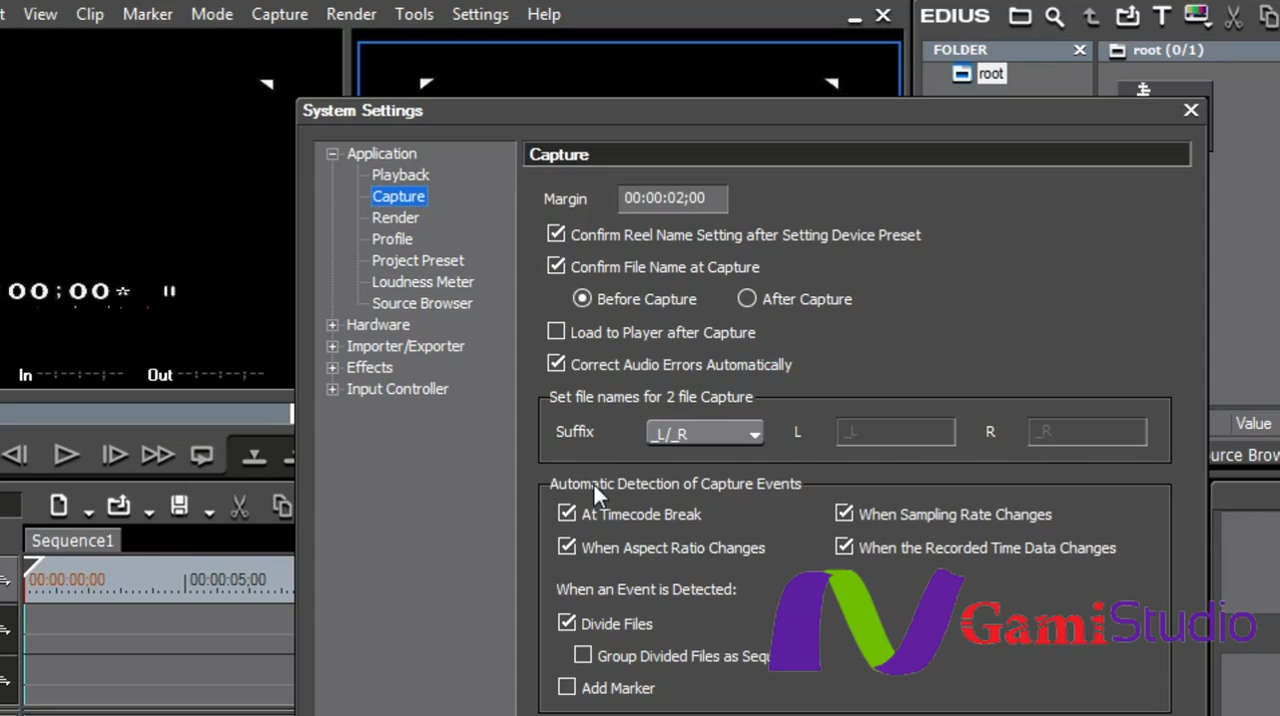 View Clip Marker Mode Capture Render Tools Settings Help
EDIUS
FOLDER
root (0/1)
root
System Settings
Application
Playback
Capture
Render
Profile
Project Preset
Loudness Meter
Source Browser
Hardware
Importer/Exporter
Effects
Input Controller
Capture
Margin 00:00:02;00
Confirm Reel Name Setting after Setting Device Preset
Confirm File Name at Capture
Before Capture After Capture
Load to Player after Capture
Correct Audio Errors Automatically
Set file names for 2 file Capture
Suffix _L/_R L _L R _R
Automatic Detection of Capture Events
At Timecode Break When Sampling Rate Changes
When Aspect Ratio Changes When the Recorded Time Data Changes
When an Event is Detected:
Divide Files
Group Divided Files as Sequ
Add Marker
00;00*
In --:--:--;-- Out --:--:--;--
Value
ource Brow
Sequence1
00:00:00;00 00:00:05;00
GamiStudio